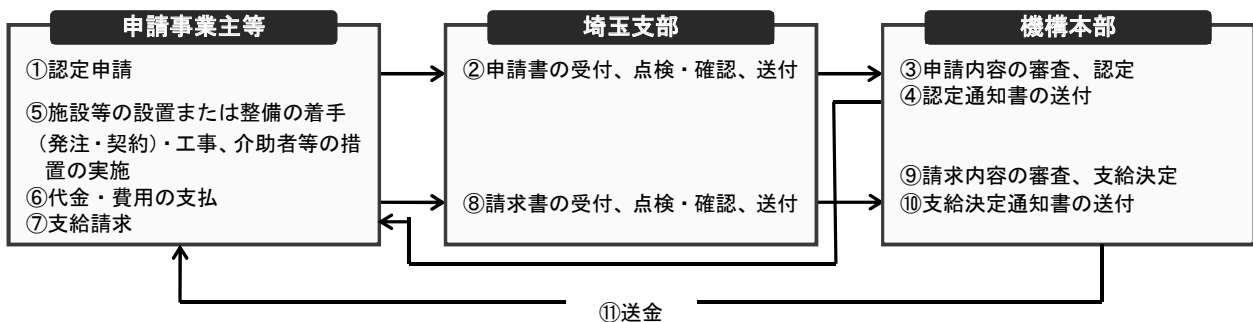 申請事業主等
①認定申請
⑤施設等の設置または整備の着手
(発注・契約)・工事、介助者等の措
置の実施
⑥代金・費用の支払
⑦支給請求
埼玉支部
②申請書の受付、点検・確認、送付
⑧請求書の受付、点検・確認、送付
機構本部
③申請内容の審査、認定
④認定通知書の送付
⑨請求内容の審査、支給決定
⑩支給決定通知書の送付
⑪送金